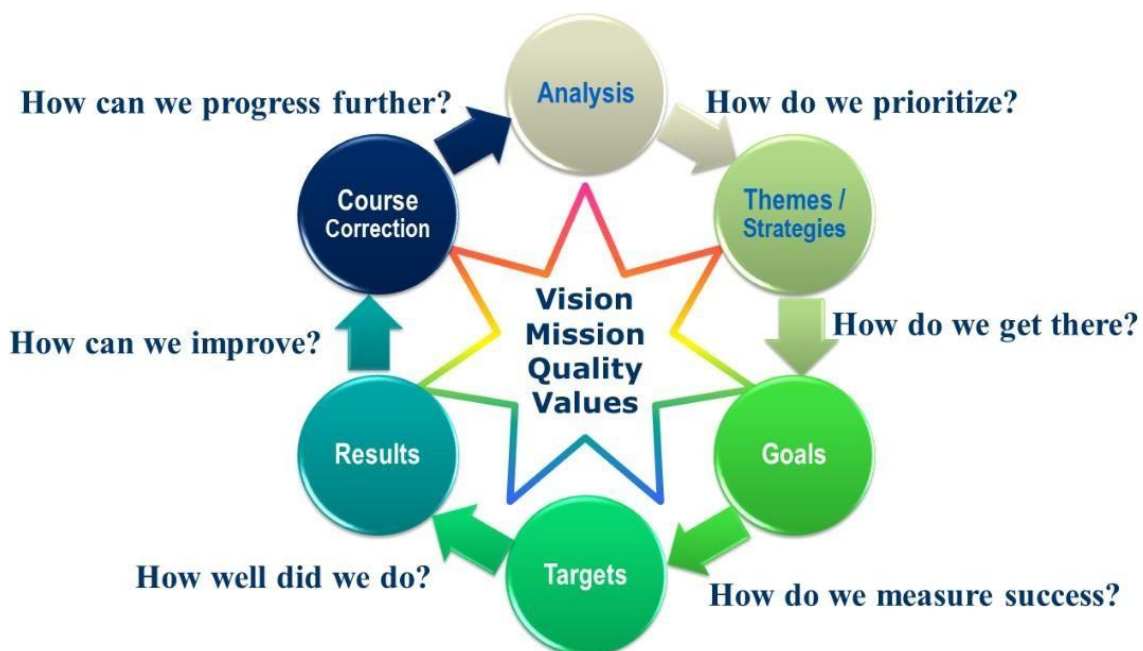 Analysis
How do we prioritize?
Themes /
Strategies
How do we get there?
Goals
How do we measure success?
Targets
How well did we do?
Results
How can we improve?
Course
Correction
How can we progress further?
Vision
Mission
Quality
Values